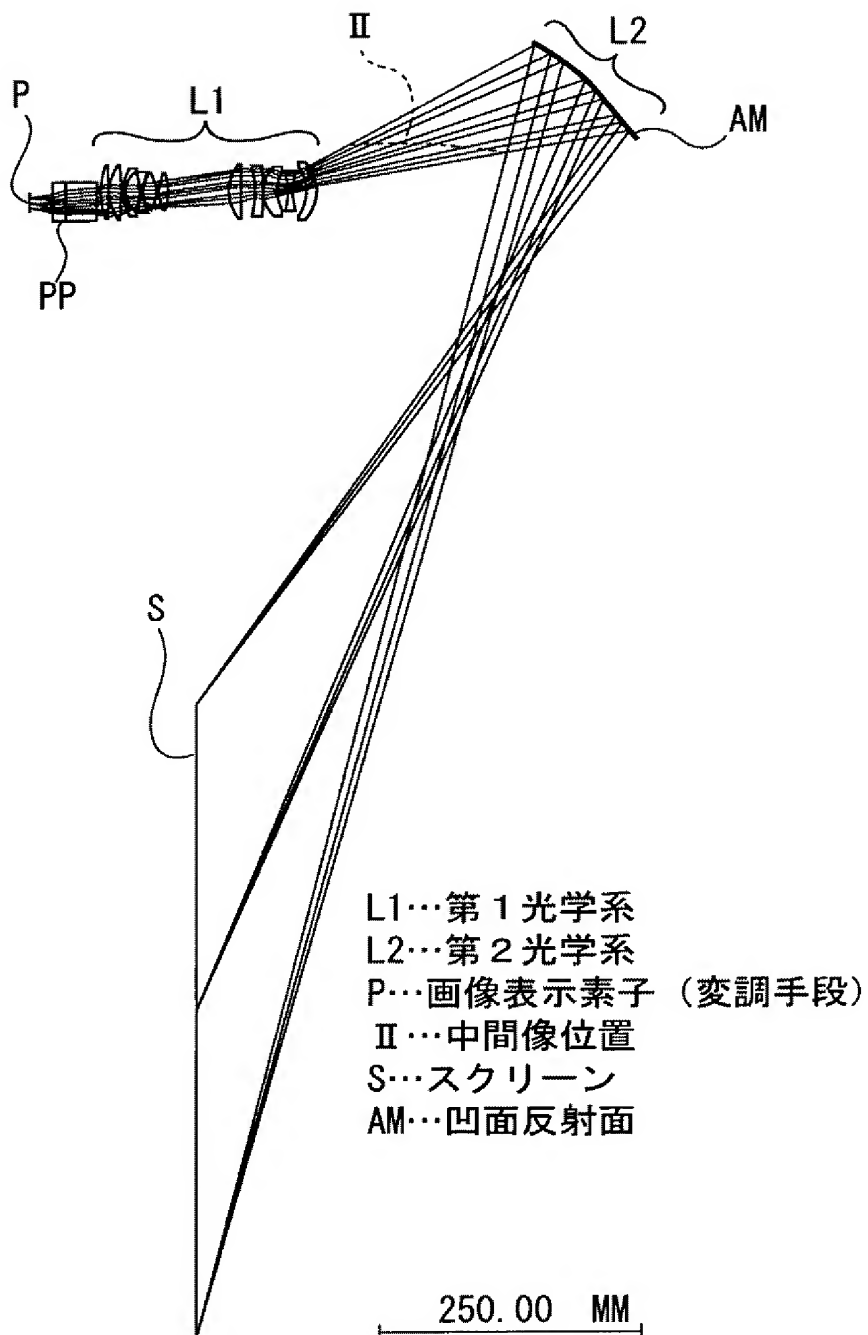 Ⅱ
L2
P
L1
AM
PP
S
L1…第1光学系
L2…第2光学系
P…画像表示素子（変調手段）
Ⅱ…中間像位置
S…スクリーン
AM…凹面反射面
250.00 MM